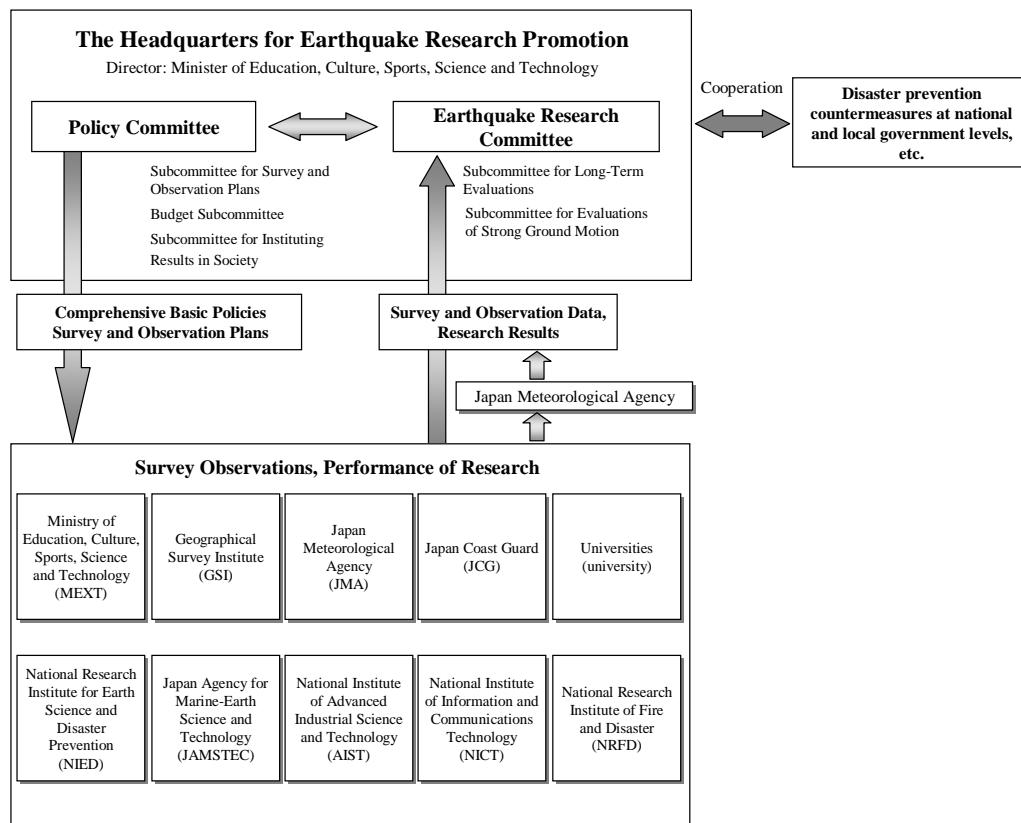 The Headquarters for Earthquake Research Promotion
Director: Minister of Education, Culture, Sports, Science and Technology
Policy Committee
Earthquake Research
Committee
Subcommittee for Survey and
Observation Plans
Budget Subcommittee
Subcommittee for Instituting
Results in Society
Subcommittee for Long-Term
Evaluations
Subcommittee for Evaluations
of Strong Ground Motion
Cooperation
Disaster prevention
countermeasures at national
and local government levels,
etc.
Comprehensive Basic Policies
Survey and Observation Plans
Survey and Observation Data,
Research Results
Japan Meteorological Agency
Survey Observations, Performance of Research
Ministry of
Education, Culture,
Sports, Science
and Technology
(MEXT)
Geographical
Survey Institute
(GSI)
Japan
Meteorological
Agency
(JMA)
Japan Coast Guard
(JCG)
Universities
(university)
National Research
Institute for Earth
Science and
Disaster
Prevention
(NIED)
Japan Agency for
Marine-Earth
Science and
Technology
(JAMSTEC)
National Institute
of Advanced
Industrial Science
and Technology
(AIST)
National Institute
of Information and
Communications
Technology
(NICT)
National Research
Institute of Fire
and Disaster
(NRFD)